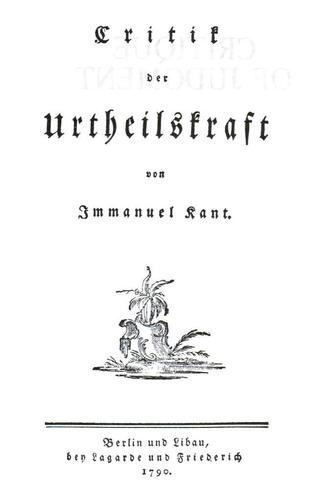 Critik
der
Urtheilskraft
von
Immanuel Kant.
Berlin und Libau,
bey Lagarde und Friederich
1790.